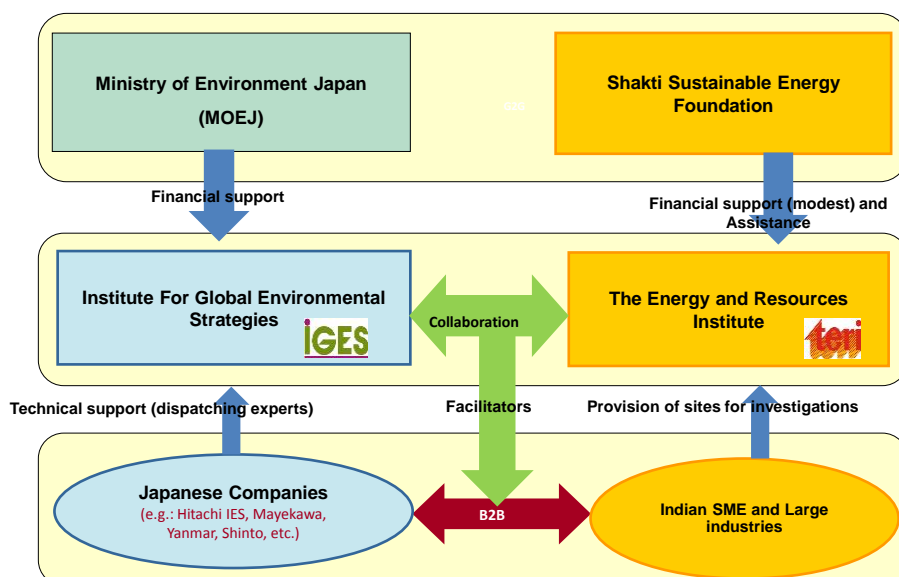 Ministry of Environment Japan
(MOEJ)
Shakti Sustainable Energy
Foundation
Financial support
Financial support (modest) and
Assistance
Institute For Global Environmental
Strategies
iGES
Collaboration
The Energy and Resources
Institute
teri
Technical support (dispatching experts)
Facilitators
Provision of sites for investigations
Japanese Companies
(e.g.: Hitachi IES, Mayekawa,
Yanmar, Shinto, etc.)
B2B
Indian SME and Large
industries